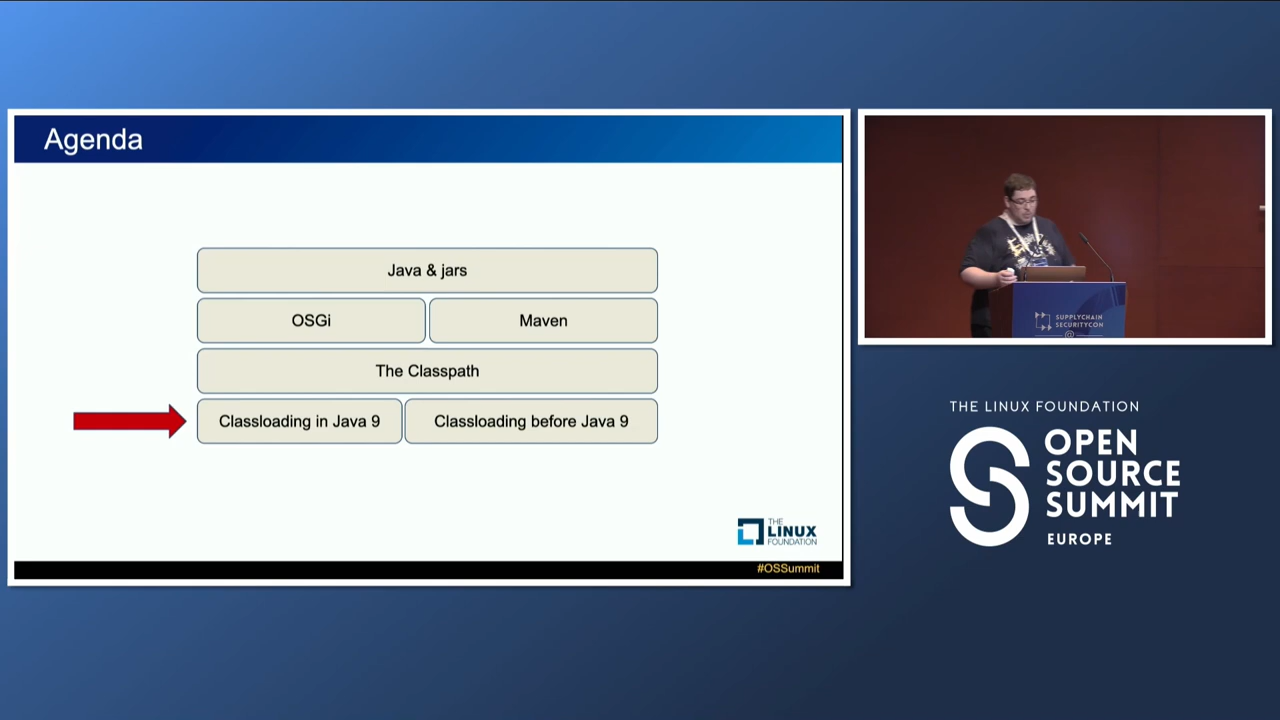 Agenda
Java & jars
OSGi
Maven
The Classpath
Classloading in Java 9
Classloading before Java 9
THE
LINUX
FOUNDATION
#OSSummit
SUPPLYCHAIN
SECURITYCON
@
THE LINUX FOUNDATION
OPEN
SOURCE
SUMMIT
EUROPE